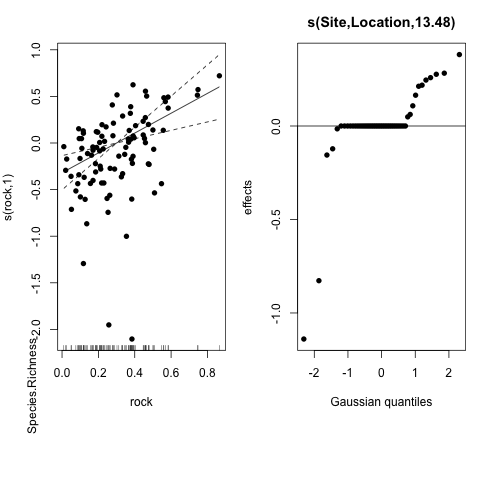 s(Site,Location,13.48)
s(rock,1)
1.0
0.5
0.0
-0.5
-1.0
-1.5
-2.0
Species.Richness
0.0 0.2 0.4 0.6 0.8
rock
effects
0.0
-0.5
-1.0
-2 -1 0 1 2
Gaussian quantiles